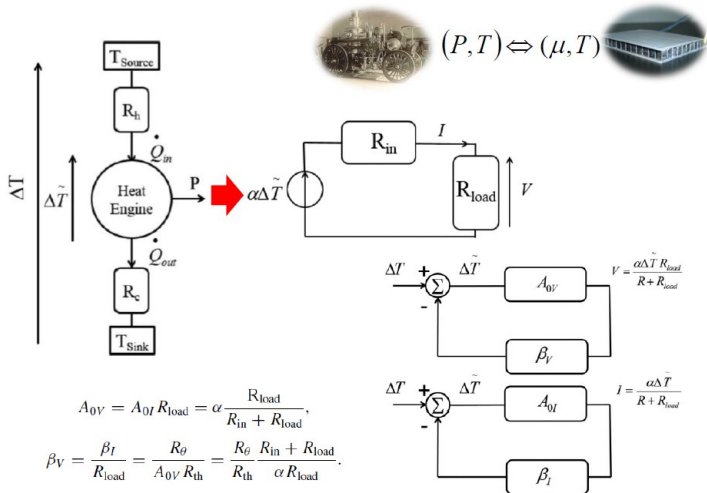 (P,T) ⇔ (μ,T)
T_Source
R_h
Q̇_in
ΔT
ΔT̃
Heat
Engine
P
Q̇_out
R_c
T_Sink
αΔT̃
R_in
I
R_load
V
ΔT + ΔT̃
Σ
-
A_0V
V = αΔT̃ R_load / R + R_load
β_V
ΔT + ΔT̃
Σ
-
A_0I
I = αΔT̃ / R + R_load
β_I
A_0V = A_0I R_load = α R_load / R_in + R_load,
β_V = β_I / R_load = R_θ / A_0V R_th = R_θ / R_th R_in + R_load / α R_load.